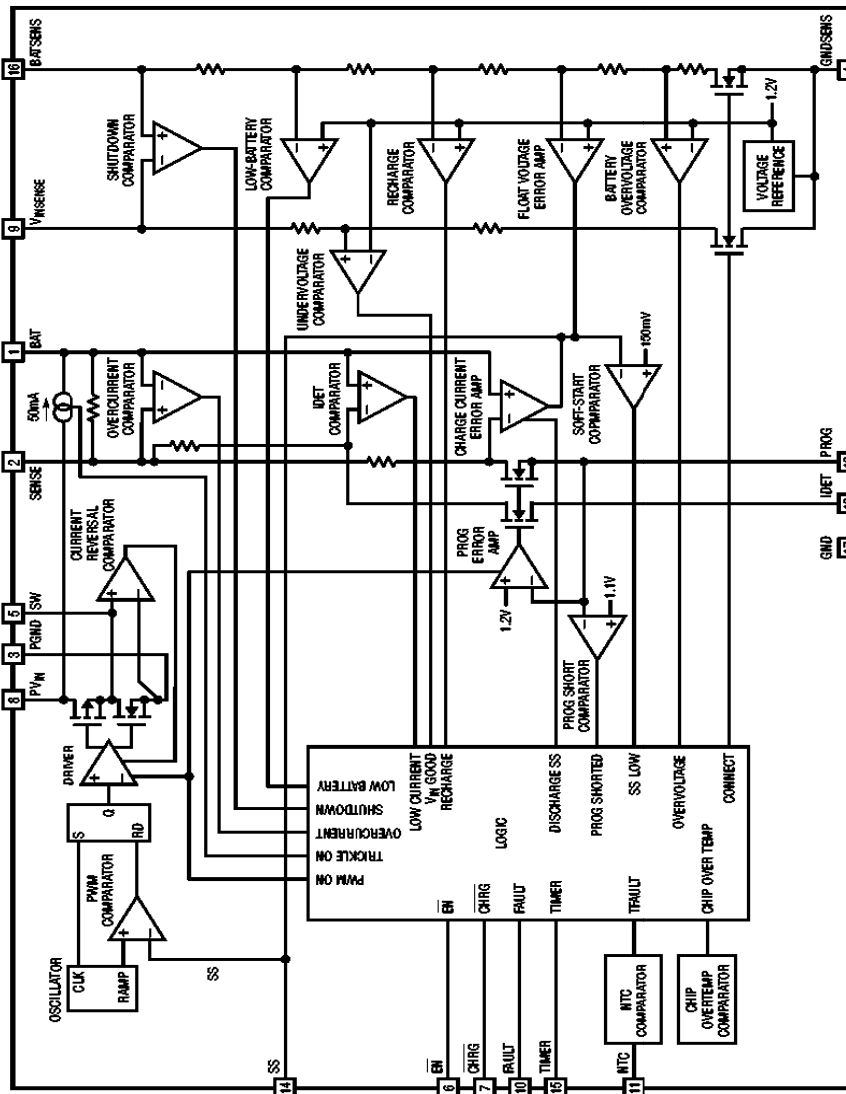 16
BATSENS
9
VINSENSE
1
BAT
2
SENSE
5
SW
3
PGND
8
PVIN
50mA
SHUTDOWN
COMPARATOR
LOW-BATTERY
COMPARATOR
UNDERVOLTAGE
COMPARATOR
RECHARGE
COMPARATOR
FLOAT VOLTAGE
ERROR AMP
BATTERY
OVERVOLTAGE
COMPARATOR
VOLTAGE
REFERENCE
1.2V
GNDSENS
OVERCURRENT
COMPARATOR
IDET
COMPARATOR
CHARGE CURRENT
ERROR AMP
SOFT-START
COPMPARATOR
150mV
CURRENT
REVERSAL
COMPARATOR
PROG
ERROR
AMP
1.2V
1.1V
PROG SHORT
COMPARATOR
PROG
IDET
GND
DRIVER
Q
S
RD
PWM
COMPARATOR
OSCILLATOR
CLK
RAMP
SS
LOW BATTERY
SHUTDOWN
OVERCURRENT
TRICKLE ON
PWM ON
LOW CURRENT
VIN GOOD
RECHARGE
LOGIC
DISCHARGE SS
PROG SHORTED
SS LOW
OVERVOLTAGE
CONNECT
EN
CHRG
FAULT
TIMER
TFAULT
CHIP OVER TEMP
NTC
COMPARATOR
CHIP
OVERTEMP
COMPARATOR
SS
14
EN
6
CHRG
7
FAULT
10
TIMER
15
NTC
11